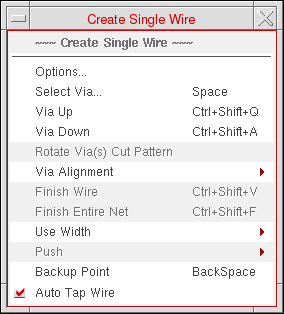 Create Single Wire
~~~ Create Single Wire ~~~
Options...
Select Via... Space
Via Up Ctrl+Shift+Q
Via Down Ctrl+Shift+A
Rotate Via(s) Cut Pattern
Via Alignment
Finish Wire Ctrl+Shift+V
Finish Entire Net Ctrl+Shift+F
Use Width
Push
Backup Point BackSpace
Auto Tap Wire